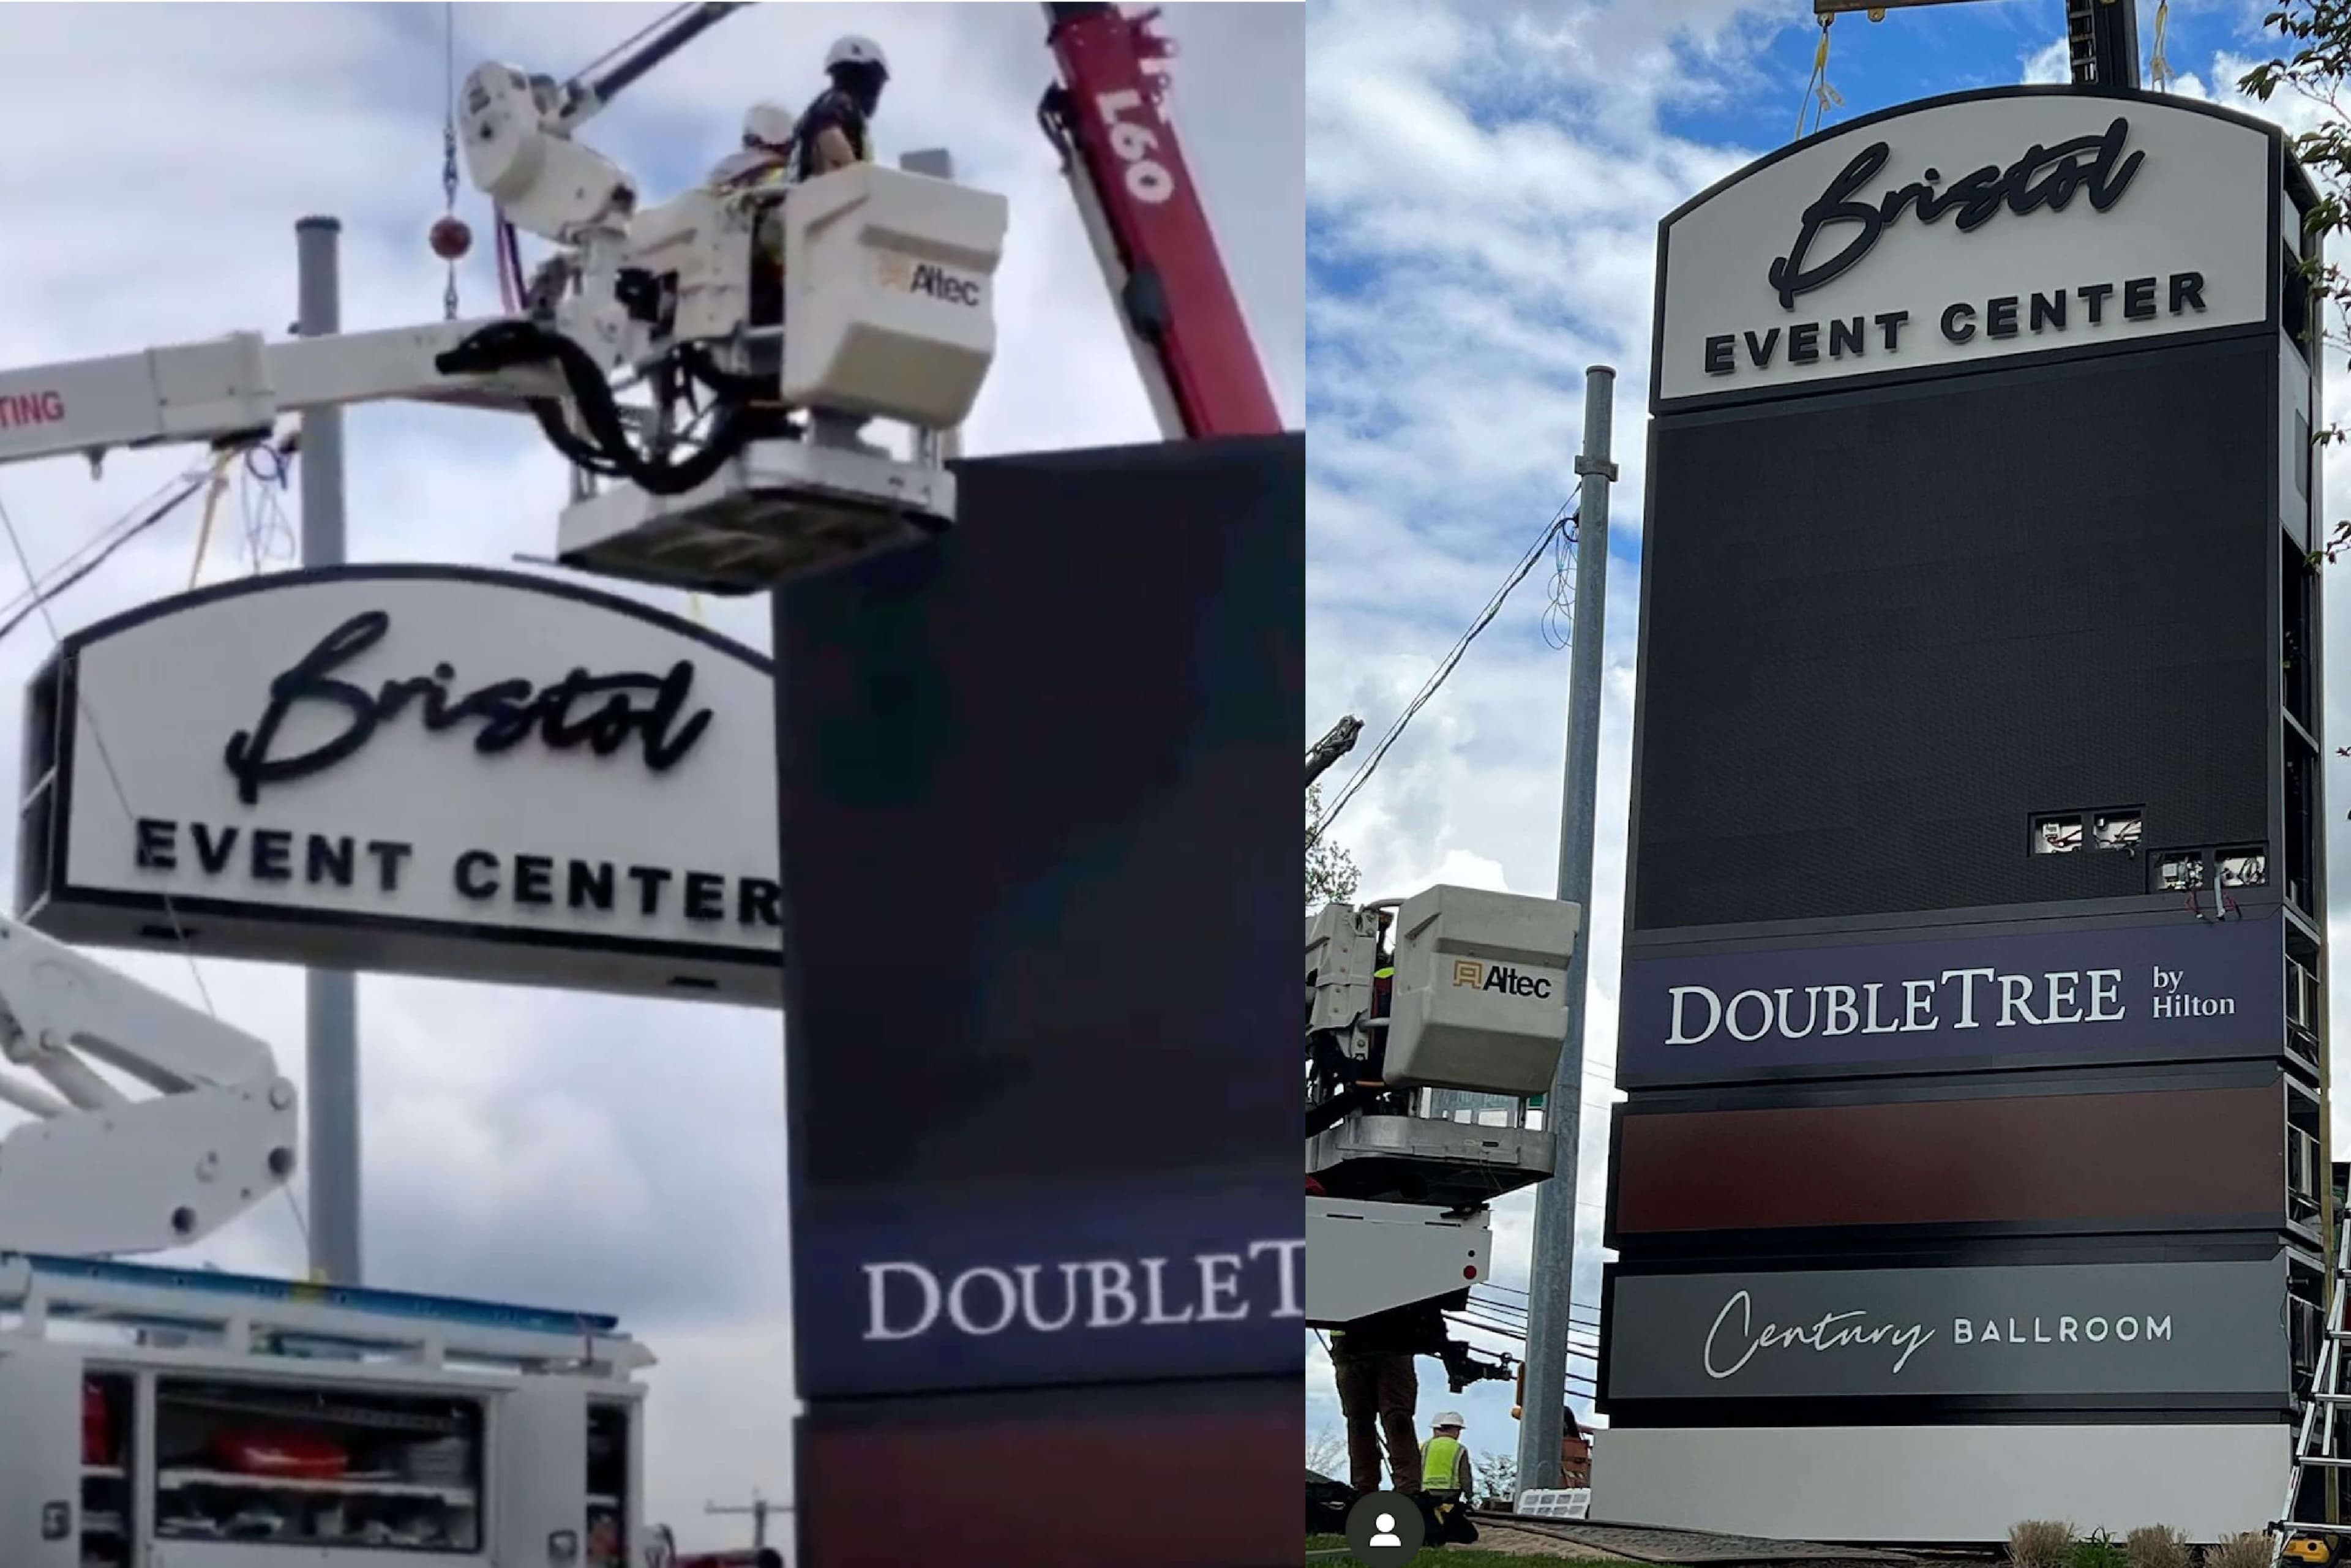 L60
Altec
TING
Bristol
EVENT CENTER
DOUBLET
Bristol
EVENT CENTER
Altec
DOUBLETREE by
Hilton
Century BALLROOM